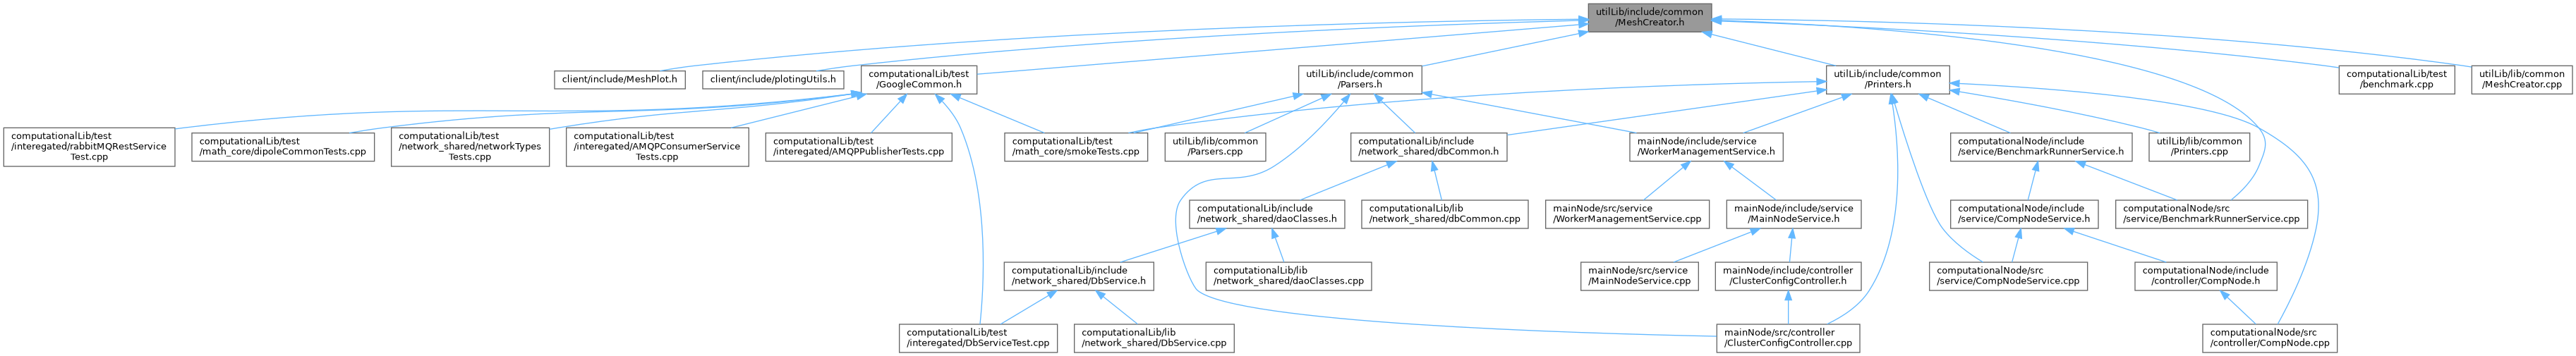 utilLib/include/common
/MeshCreator.h
client/include/MeshPlot.h
client/include/plotingUtils.h
computationalLib/test
/GoogleCommon.h
utilLib/include/common
/Parsers.h
utilLib/include/common
/Printers.h
computationalLib/test
/benchmark.cpp
utilLib/lib/common
/MeshCreator.cpp
computationalLib/test
/interegated/rabbitMQRestService
Test.cpp
computationalLib/test
/math_core/dipoleCommonTests.cpp
computationalLib/test
/network_shared/networkTypes
Tests.cpp
computationalLib/test
/interegated/AMQPConsumerService
Tests.cpp
computationalLib/test
/interegated/AMQPPublisherTests.cpp
computationalLib/test
/math_core/smokeTests.cpp
utilLib/lib/common
/Parsers.cpp
computationalLib/include
/network_shared/dbCommon.h
mainNode/include/service
/WorkerManagementService.h
computationalNode/include
/service/BenchmarkRunnerService.h
utilLib/lib/common
/Printers.cpp
computationalLib/include
/network_shared/daoClasses.h
computationalLib/lib
/network_shared/dbCommon.cpp
mainNode/src/service
/WorkerManagementService.cpp
mainNode/include/service
/MainNodeService.h
computationalNode/include
/service/CompNodeService.h
computationalNode/src
/service/BenchmarkRunnerService.cpp
computationalLib/include
/network_shared/DbService.h
computationalLib/lib
/network_shared/daoClasses.cpp
mainNode/src/service
/MainNodeService.cpp
mainNode/include/controller
/ClusterConfigController.h
computationalNode/src
/service/CompNodeService.cpp
computationalNode/include
/controller/CompNode.h
computationalLib/test
/interegated/DbServiceTest.cpp
computationalLib/lib
/network_shared/DbService.cpp
mainNode/src/controller
/ClusterConfigController.cpp
computationalNode/src
/controller/CompNode.cpp